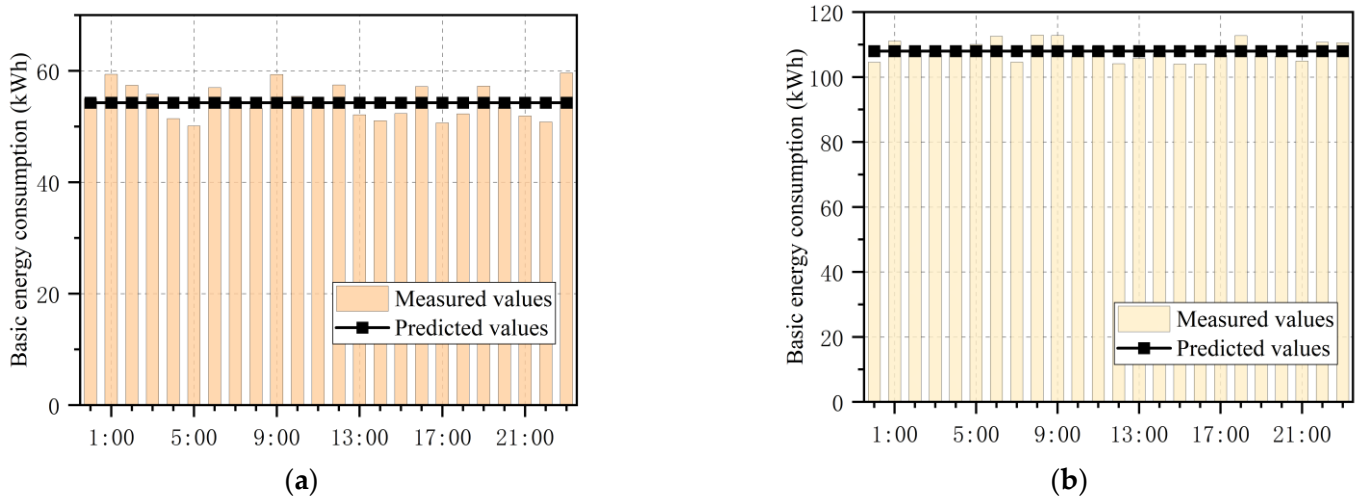 Basic energy consumption (kWh)
60
40
20
0
1:00 5:00 9:00 13:00 17:00 21:00
Measured values
Predicted values
(a)
Basic energy consumption (kWh)
120
100
80
60
40
20
0
1:00 5:00 9:00 13:00 17:00 21:00
Measured values
Predicted values
(b)